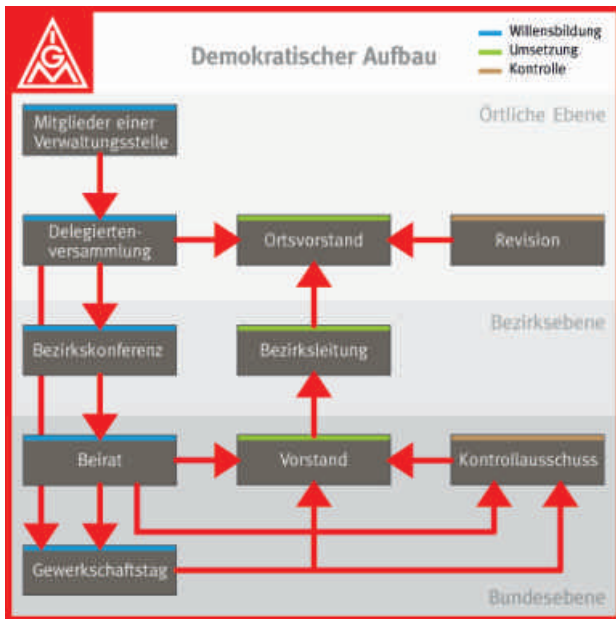 IGM
Demokratischer Aufbau
Willensbildung
Umsetzung
Kontrolle
Örtliche Ebene
Mitglieder einer
Verwaltungsstelle
Delegierten-
versammlung
Ortsvorstand
Revision
Bezirksebene
Bezirkskonferenz
Bezirksleitung
Beirat
Vorstand
Kontrollausschuss
Gewerkschaftstag
Bundesebene